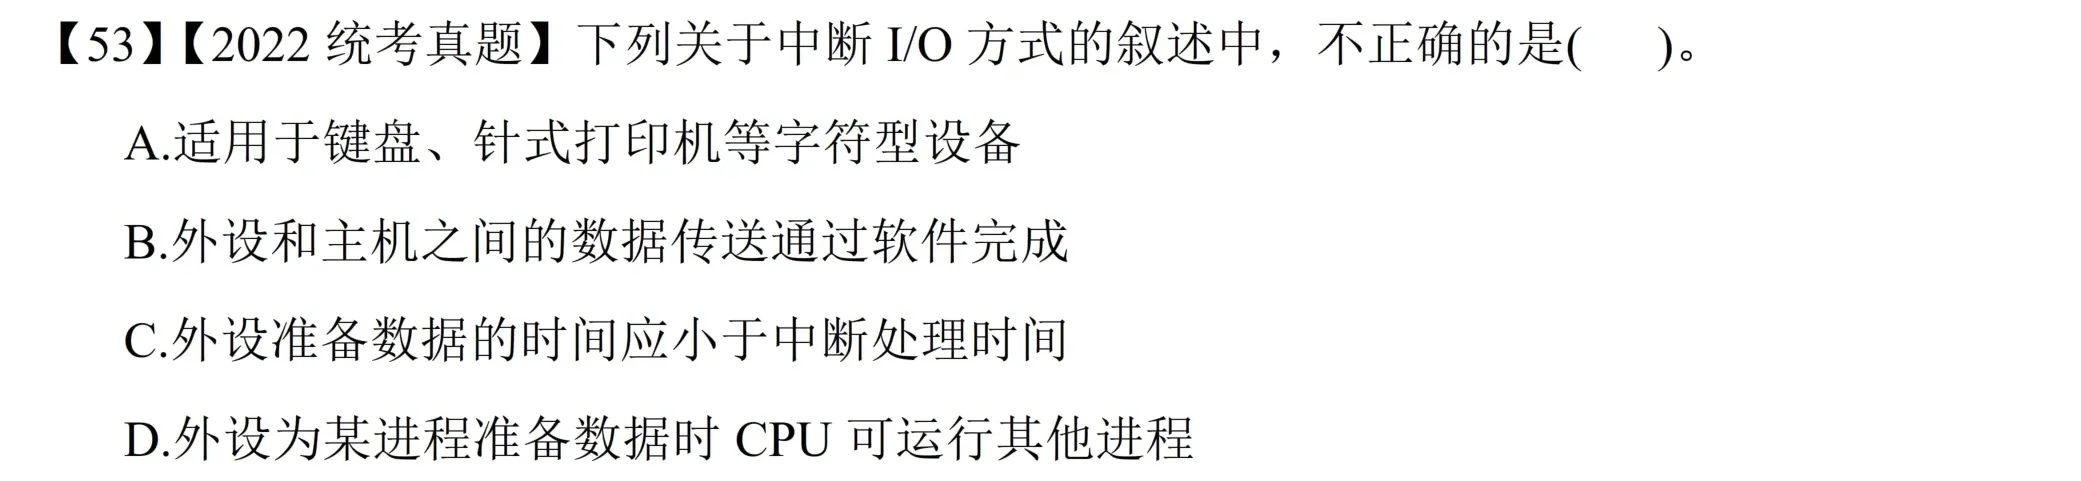 【53】【2022 统考真题】下列关于中断 I/O 方式的叙述中，不正确的是(    )。
A.适用于键盘、针式打印机等字符型设备
B.外设和主机之间的数据传送通过软件完成
C.外设准备数据的时间应小于中断处理时间
D.外设为某进程准备数据时 CPU 可运行其他进程